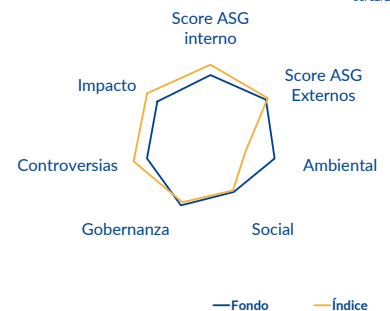 Score ASG
interno
Impacto
Score ASG
Externos
Controversias
Ambiental
Gobernanza
Social
Fondo
Índice